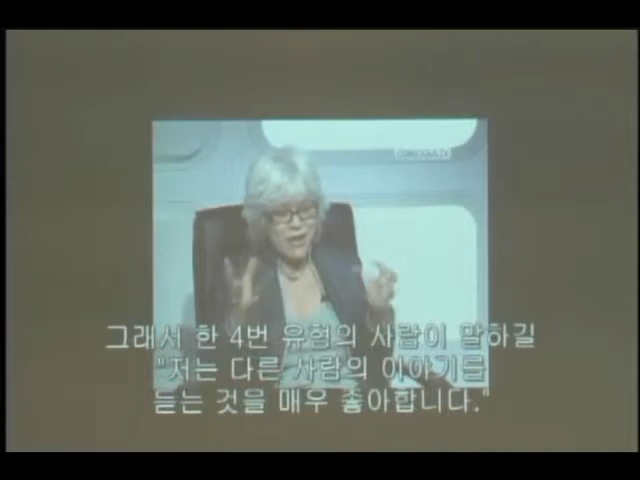 그래서 한 4번 유형의 사람이 말하길
"저는 다른 사람의 이야기를
듣는 것을 매우 좋아합니다."